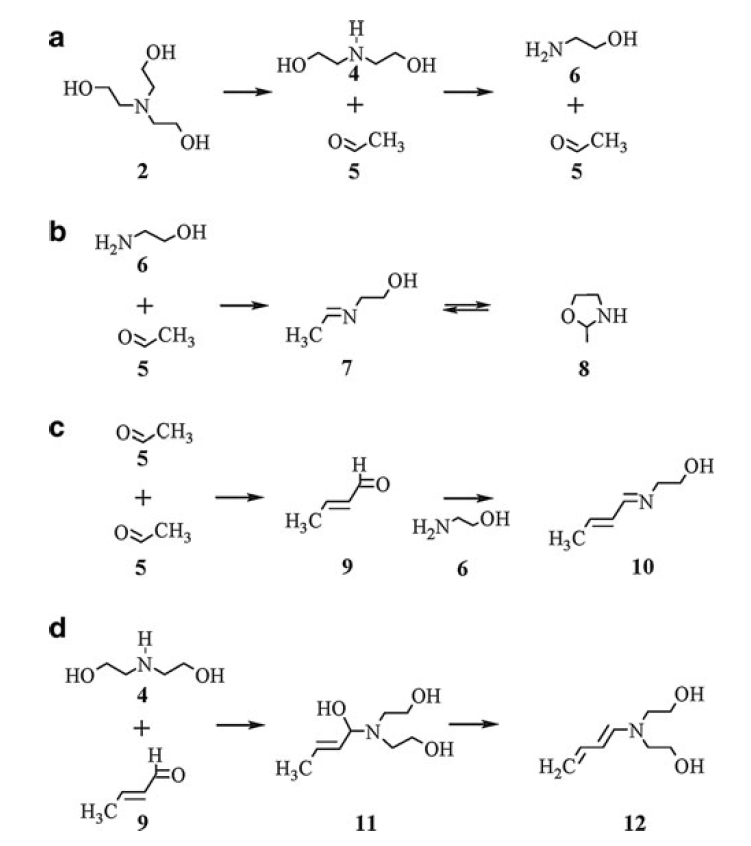 a
OH
HO
N
OH
2
H
HO
N
OH
4
+
O
CH3
5
H2N
OH
6
+
O
CH3
5
b
H2N
OH
6
+
O
CH3
5
OH
N
H3C
7
O
NH
8
c
O
CH3
5
+
O
CH3
5
H
O
H3C
9
H2N
OH
6
OH
N
H3C
10
d
H
HO
N
OH
4
+
H
O
H3C
9
HO
OH
N
OH
H3C
11
OH
N
H2C
OH
12